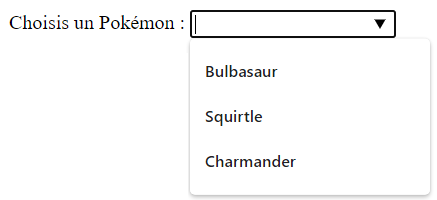 Choisis un Pokémon :
Bulbasaur
Squirtle
Charmander